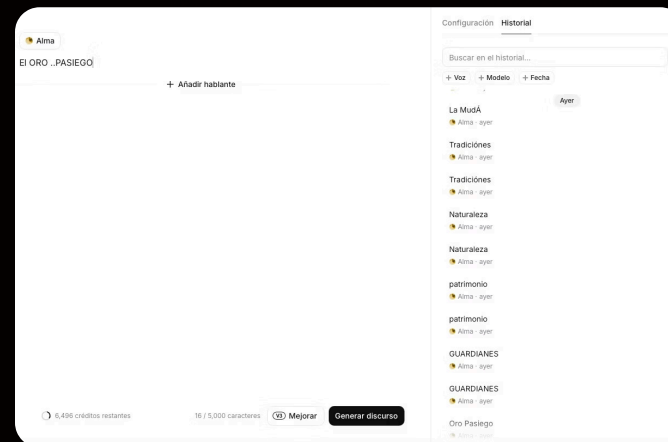 Alma
El ORO ..PASIEGO
+ Añadir hablante
6,496 créditos restantes
16 / 5,000 caracteres
V3 Mejorar
Generar discurso
Configuración Historial
Buscar en el historial...
+ Voz + Modelo + Fecha
Ayer
La MudÁ
Alma · ayer
Tradiciónes
Alma · ayer
Tradiciónes
Alma · ayer
Naturaleza
Alma · ayer
Naturaleza
Alma · ayer
patrimonio
Alma · ayer
patrimonio
Alma · ayer
GUARDIANES
Alma · ayer
GUARDIANES
Alma · ayer
Oro Pasiego
Alma · ayer